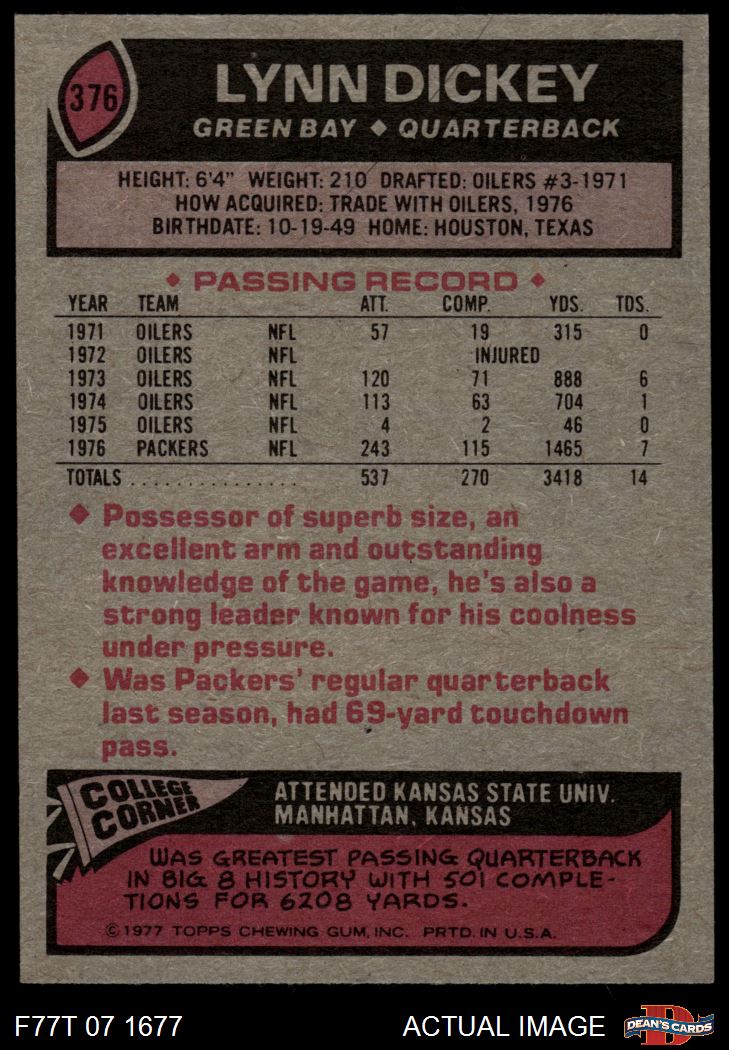 376
LYNN DICKEY
GREEN BAY ◆ QUARTERBACK
HEIGHT: 6'4" WEIGHT: 210 DRAFTED: OILERS #3-1971
HOW ACQUIRED: TRADE WITH OILERS, 1976
BIRTHDATE: 10-19-49 HOME: HOUSTON, TEXAS
◆ PASSING RECORD ◆
YEAR TEAM ATT. COMP. YDS. TDS.
1971 OILERS NFL 57 19 315 0
1972 OILERS NFL INJURED
1973 OILERS NFL 120 71 888 6
1974 OILERS NFL 113 63 704 1
1975 OILERS NFL 4 2 46 0
1976 PACKERS NFL 243 115 1465 7
TOTALS ............... 537 270 3418 14
◆ Possessor of superb size, an
excellent arm and outstanding
knowledge of the game, he's also a
strong leader known for his coolness
under pressure.
◆ Was Packers' regular quarterback
last season, had 69-yard touchdown
pass.
COLLEGE
CORNER
ATTENDED KANSAS STATE UNIV.
MANHATTAN, KANSAS
WAS GREATEST PASSING QUARTERBACK
IN BIG 8 HISTORY WITH 501 COMPLE-
TIONS FOR 6208 YARDS.
©1977 TOPPS CHEWING GUM, INC. PRTD. IN U.S.A.
F77T 07 1677 ACTUAL IMAGE
D
DEAN'S CARDS